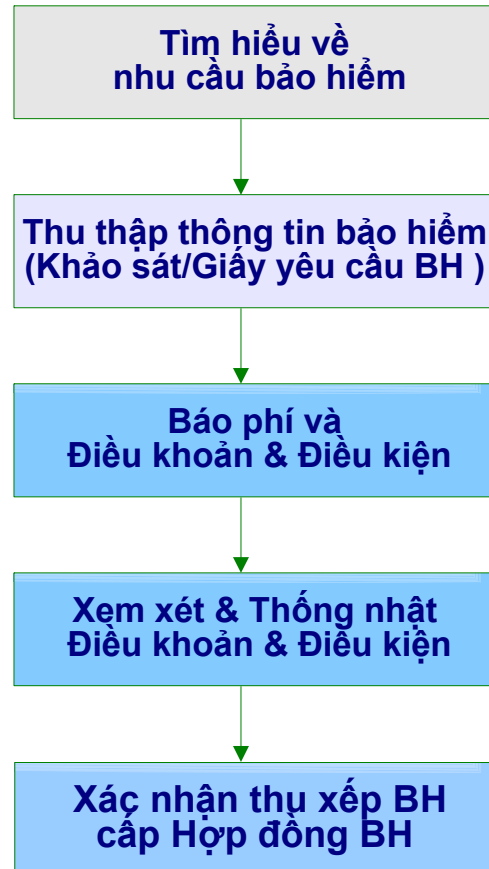 Tìm hiểu về
nhu cầu bảo hiểm
Thu thập thông tin bảo hiểm
(Khảo sát/Giấy yêu cầu BH )
Báo phí và
Điều khoản & Điều kiện
Xem xét & Thống nhất
Điều khoản & Điều kiện
Xác nhận thu xếp BH
cấp Hợp đồng BH